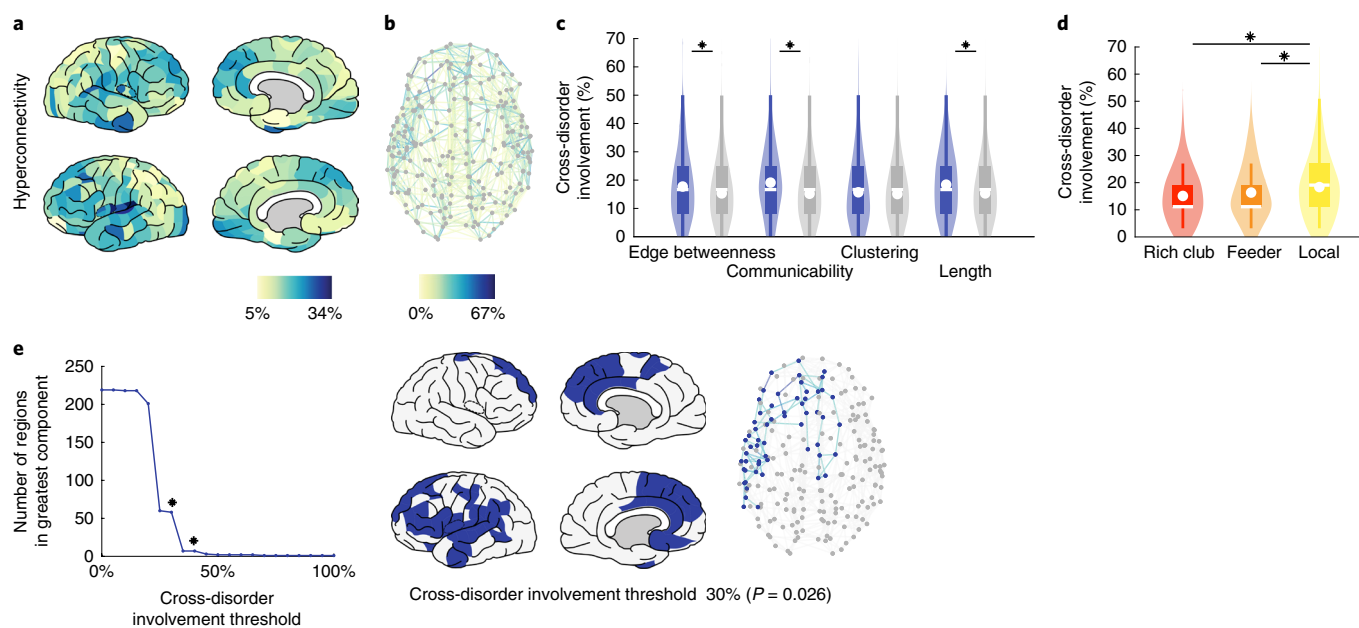 a
Hyperconnectivity
5% 34%
b
0% 67%
c
Cross-disorder
involvement (%)
70
60
50
40
30
20
10
0
* * *
Edge betweenness
Communicability
Clustering
Length
d
Cross-disorder
involvement (%)
70
60
50
40
30
20
10
0
*
*
Rich club Feeder Local
e
Number of regions
in greatest component
250
200
150
100
50
0
*
*
0% 50% 100%
Cross-disorder
involvement threshold
Cross-disorder involvement threshold 30% (P = 0.026)